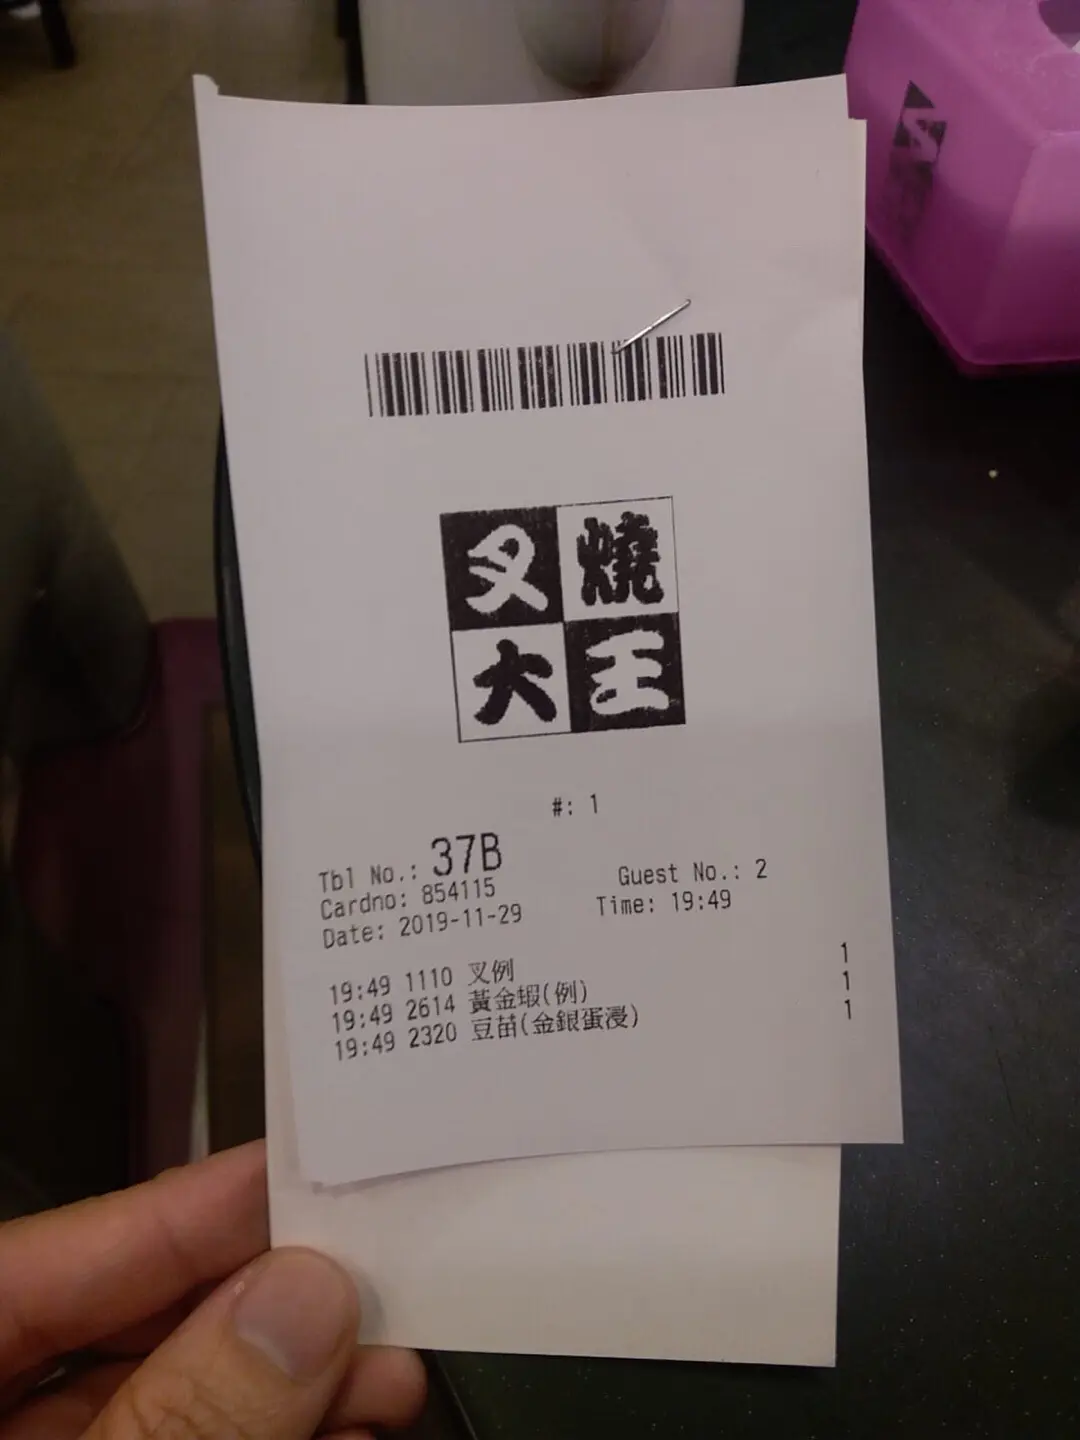 叉燒
大王
#: 1
Tbl No.: 37B
Cardno: 854115 Guest No.: 2
Date: 2019-11-29 Time: 19:49
19:49 1110 叉例 1
19:49 2614 黃金蝦(例) 1
19:49 2320 豆苗(金銀蛋浸) 1